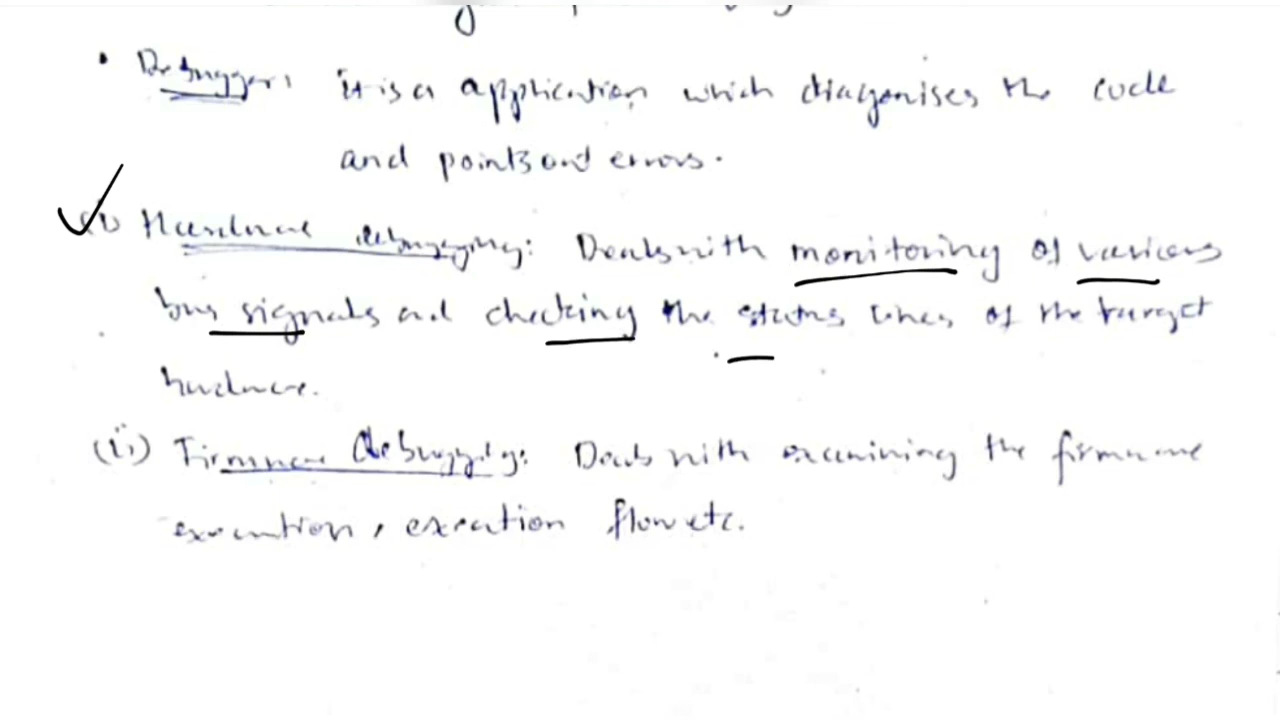 • Debugger: it is a application which diagonises the code
and points out errors.
(i) Hardware debugging: Deals with monitoring of various
bus signals and checking the status lines of the target
hardware.
(ii) Firmware debugging: Deals with examining the firmware
execution, execution flow etc.